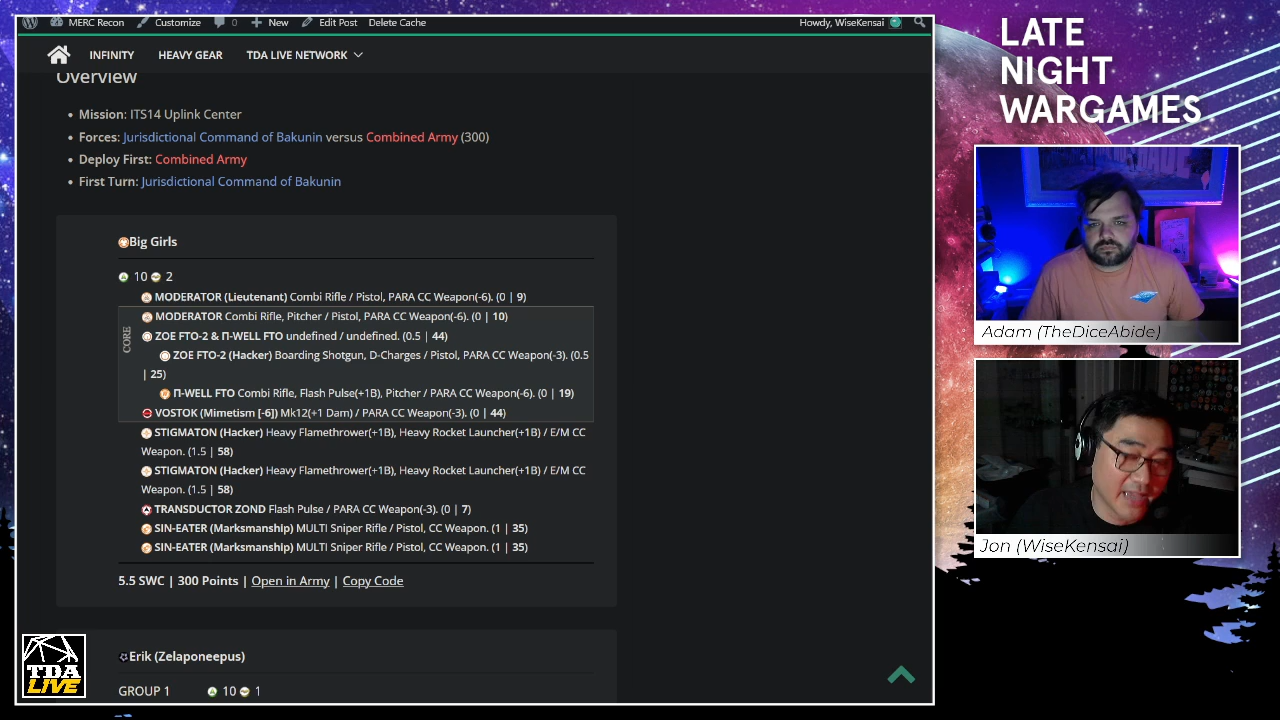 MERC Recon Customize 0 New Edit Post Delete Cache Howdy, WiseKensai
INFINITY HEAVY GEAR TDA LIVE NETWORK
Overview
Mission: ITS14 Uplink Center
Forces: Jurisdictional Command of Bakunin versus Combined Army (300)
Deploy First: Combined Army
First Turn: Jurisdictional Command of Bakunin
Big Girls
10 2
MODERATOR (Lieutenant) Combi Rifle / Pistol, PARA CC Weapon(-6). (0 | 9)
CORE
MODERATOR Combi Rifle, Pitcher / Pistol, PARA CC Weapon(-6). (0 | 10)
ZOE FTO-2 & Π-WELL FTO undefined / undefined. (0.5 | 44)
ZOE FTO-2 (Hacker) Boarding Shotgun, D-Charges / Pistol, PARA CC Weapon(-3). (0.5
| 25)
Π-WELL FTO Combi Rifle, Flash Pulse(+1B), Pitcher / PARA CC Weapon(-6). (0 | 19)
VOSTOK (Mimetism [-6]) Mk12(+1 Dam) / PARA CC Weapon(-3). (0 | 44)
STIGMATON (Hacker) Heavy Flamethrower(+1B), Heavy Rocket Launcher(+1B) / E/M CC
Weapon. (1.5 | 58)
STIGMATON (Hacker) Heavy Flamethrower(+1B), Heavy Rocket Launcher(+1B) / E/M CC
Weapon. (1.5 | 58)
TRANSDUCTOR ZOND Flash Pulse / PARA CC Weapon(-3). (0 | 7)
SIN-EATER (Marksmanship) MULTI Sniper Rifle / Pistol, CC Weapon. (1 | 35)
SIN-EATER (Marksmanship) MULTI Sniper Rifle / Pistol, CC Weapon. (1 | 35)
5.5 SWC | 300 Points | Open in Army | Copy Code
Erik (Zelaponeepus)
GROUP 1 10 1
TDA
LIVE
LATE
NIGHT
WARGAMES
Adam (TheDiceAbide)
Jon (WiseKensai)